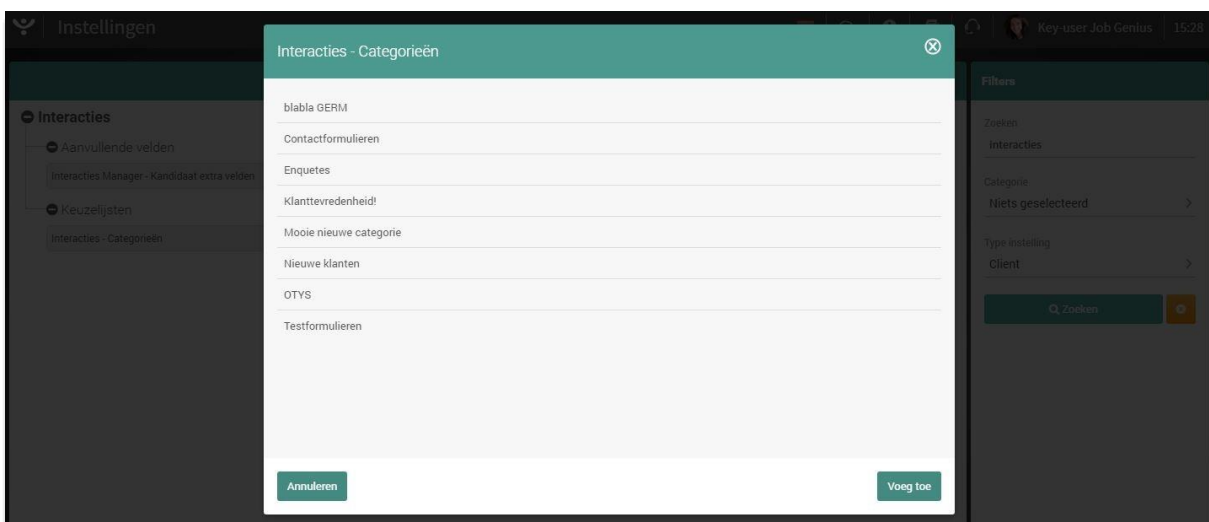 Instellingen
Key-user Job Genius
15:28
Interacties - Categorieën
Filters
Interacties
Aanvullende velden
Interacties Manager - Kandidaat extra velden
Keuzelijsten
Interacties - Categorieën
blabla GERM
Contactformulieren
Enquetes
Klanttevredenheid!
Mooie nieuwe categorie
Nieuwe klanten
OTYS
Testformulieren
Annuleren
Voeg toe
Zoeken
interacties
Categorie
Niets geselecteerd
Type instelling
Client
Zoeken